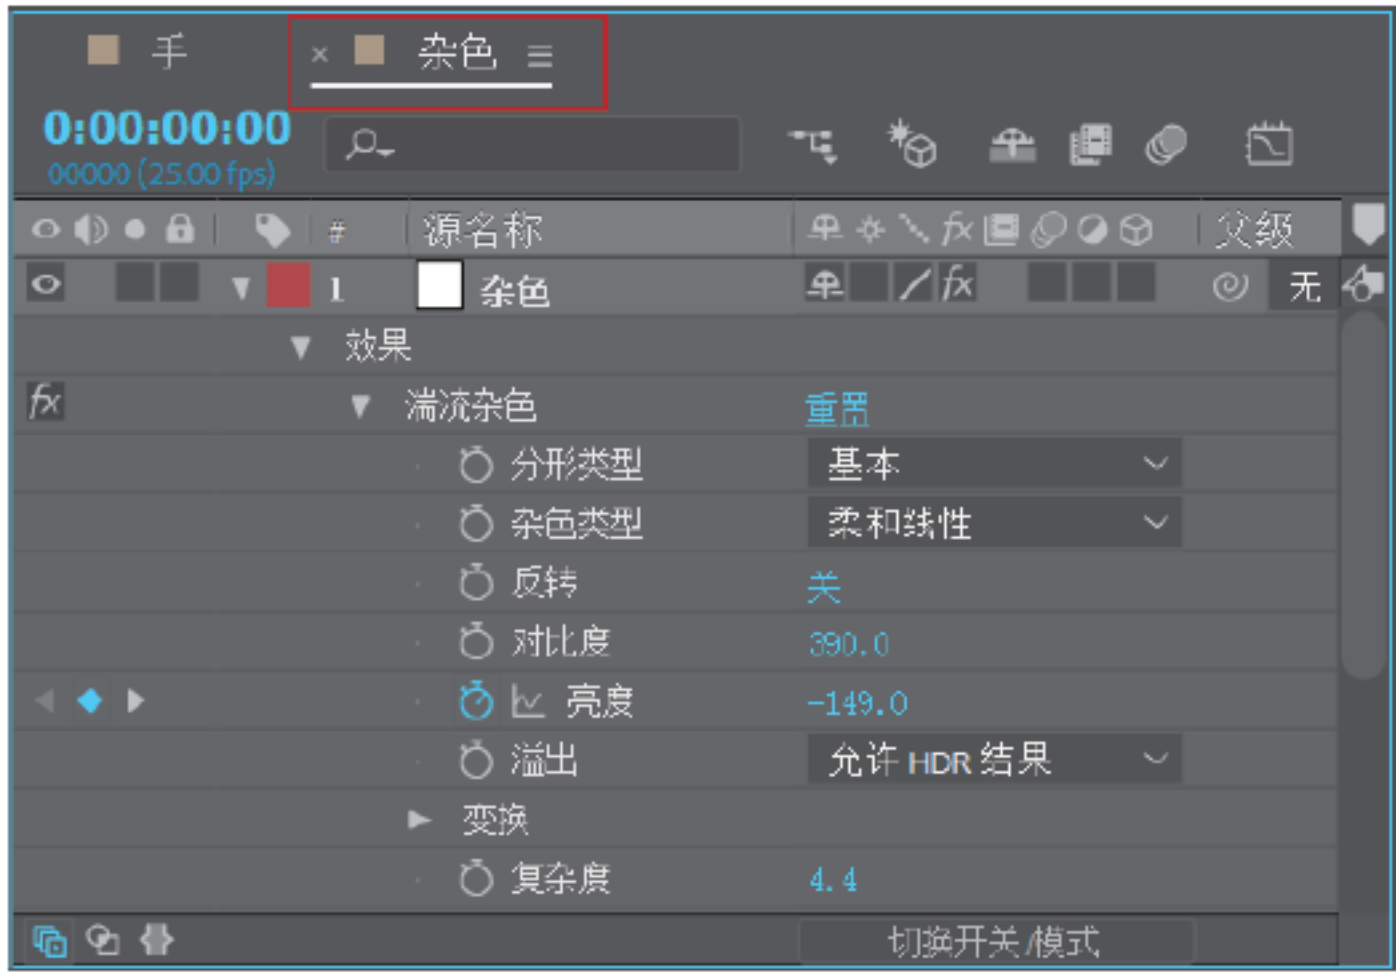 手
× 杂色
0:00:00:00
00000 (25.00 fps)
# 源名称 fx 父级
1 杂色 fx 无
效果
fx 湍流杂色 重置
分形类型 基本
杂色类型 柔和线性
反转 关
对比度 390.0
亮度 -149.0
溢出 允许 HDR 结果
变换
复杂度 4.4
切换开关/模式